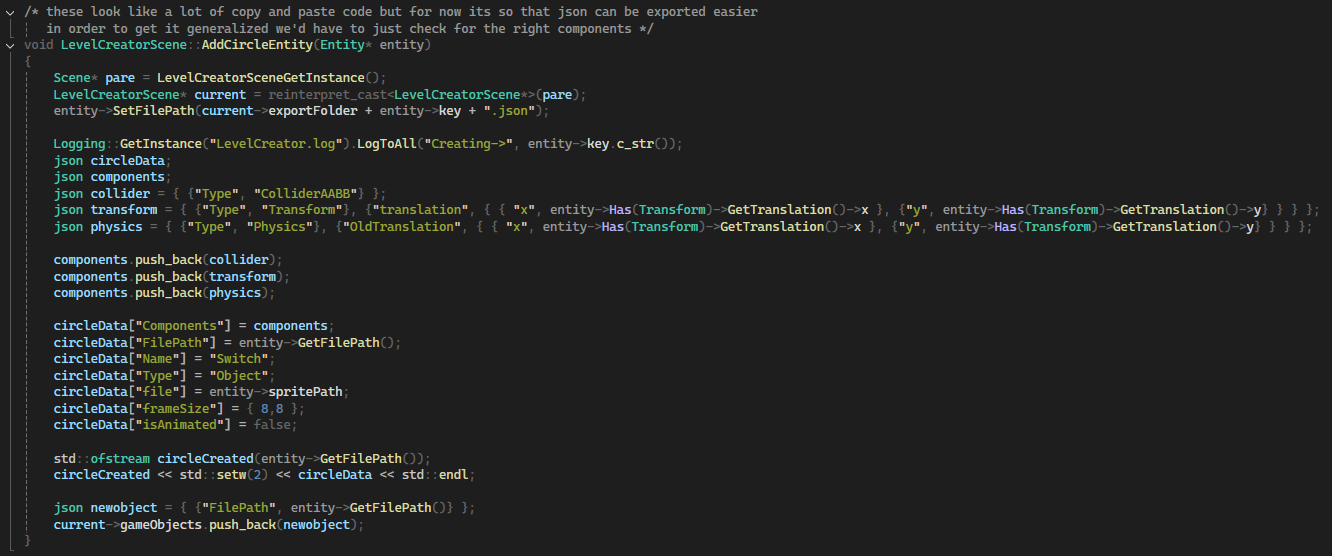 /* these look like a lot of copy and paste code but for now its so that json can be exported easier
   in order to get it generalized we'd have to just check for the right components */
void LevelCreatorScene::AddCircleEntity(Entity* entity)
{
    Scene* pare = LevelCreatorSceneGetInstance();
    LevelCreatorScene* current = reinterpret_cast<LevelCreatorScene*>(pare);
    entity->SetFilePath(current->exportFolder + entity->key + ".json");

    Logging::GetInstance("LevelCreator.log").LogToAll("Creating->", entity->key.c_str());
    json circleData;
    json components;
    json collider = { {"Type", "ColliderAABB"} };
    json transform = { {"Type", "Transform"}, {"translation", { { "x", entity->Has(Transform)->GetTranslation()->x }, {"y", entity->Has(Transform)->GetTranslation()->y} } } };
    json physics = { {"Type", "Physics"}, {"OldTranslation", { { "x", entity->Has(Transform)->GetTranslation()->x }, {"y", entity->Has(Transform)->GetTranslation()->y} } } };

    components.push_back(collider);
    components.push_back(transform);
    components.push_back(physics);

    circleData["Components"] = components;
    circleData["FilePath"] = entity->GetFilePath();
    circleData["Name"] = "Switch";
    circleData["Type"] = "Object";
    circleData["file"] = entity->spritePath;
    circleData["frameSize"] = { 8,8 };
    circleData["isAnimated"] = false;

    std::ofstream circleCreated(entity->GetFilePath());
    circleCreated << std::setw(2) << circleData << std::endl;

    json newobject = { {"FilePath", entity->GetFilePath()} };
    current->gameObjects.push_back(newobject);
}